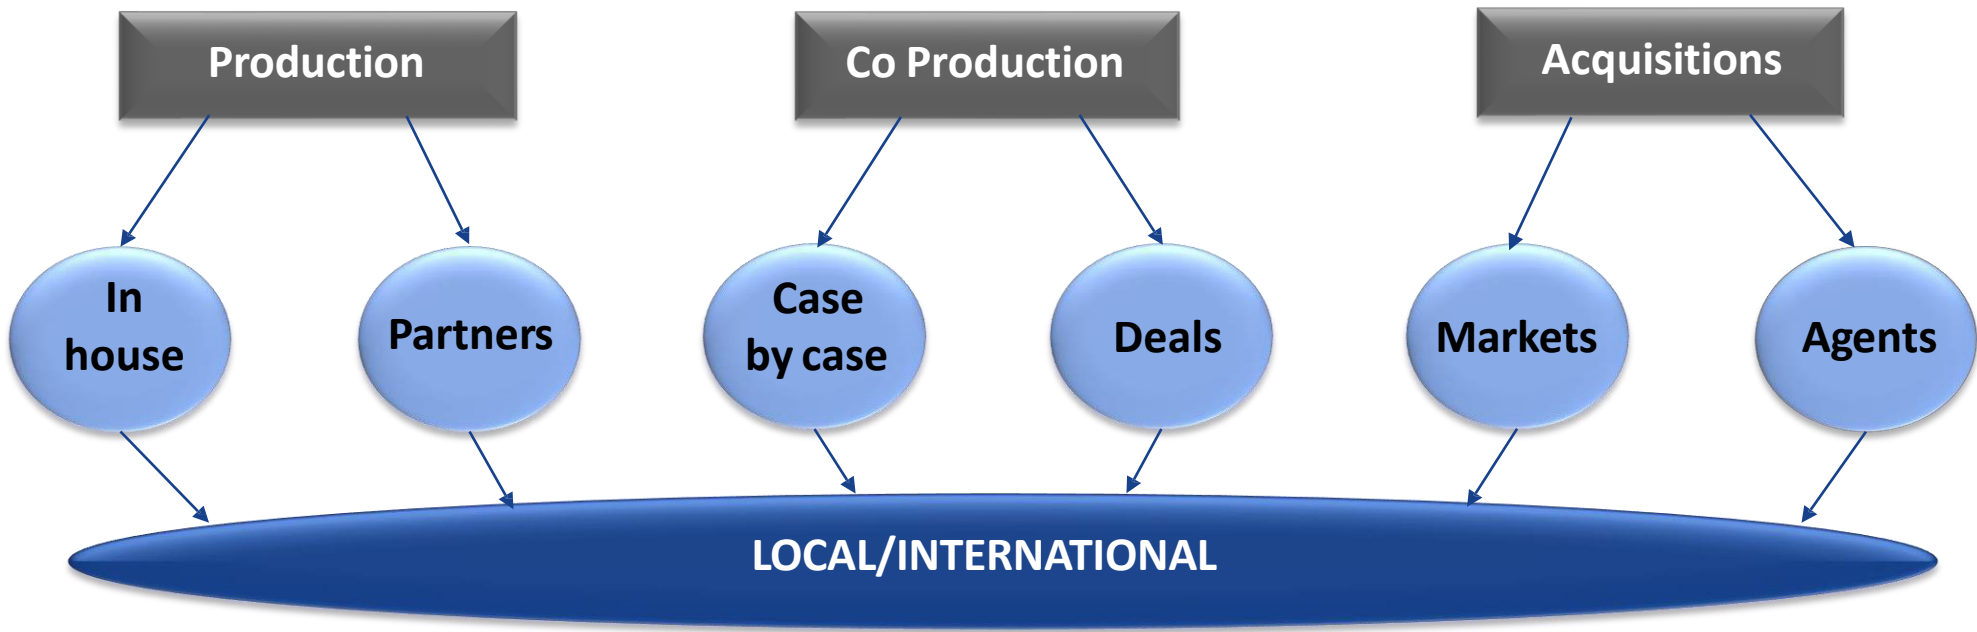 Production
Co Production
Acquisitions
In
house
Partners
Case
by case
Deals
Markets
Agents
LOCAL/INTERNATIONAL